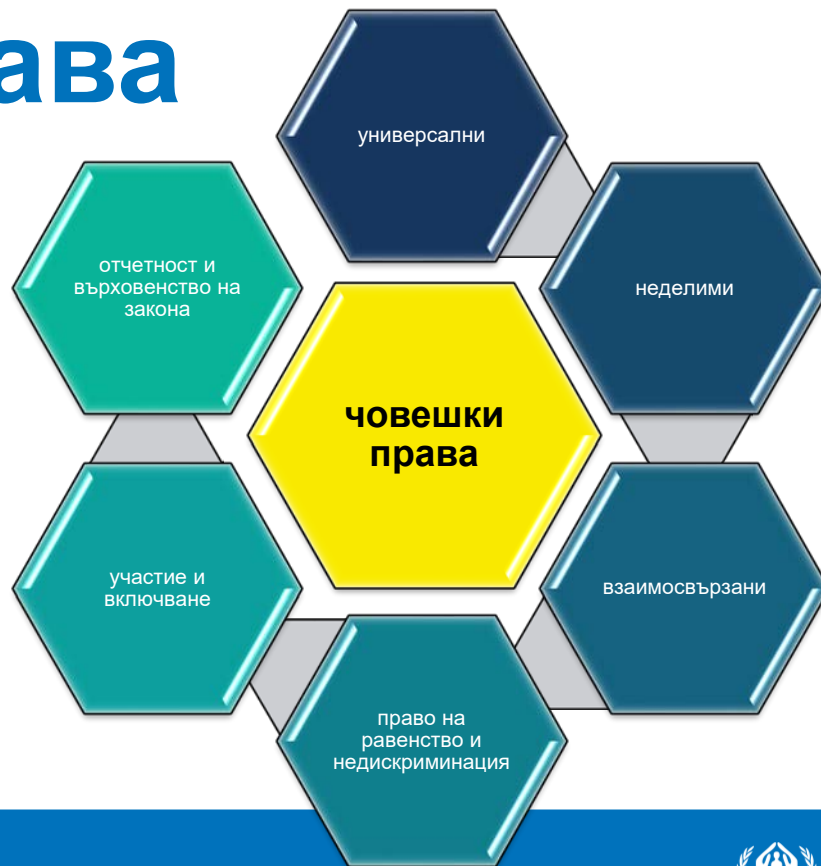 ава
универсални
неделими
взаимосвързани
право на
равенство и
недискриминация
участие и
включване
отчетност и
върховенство на
закона
човешки
права